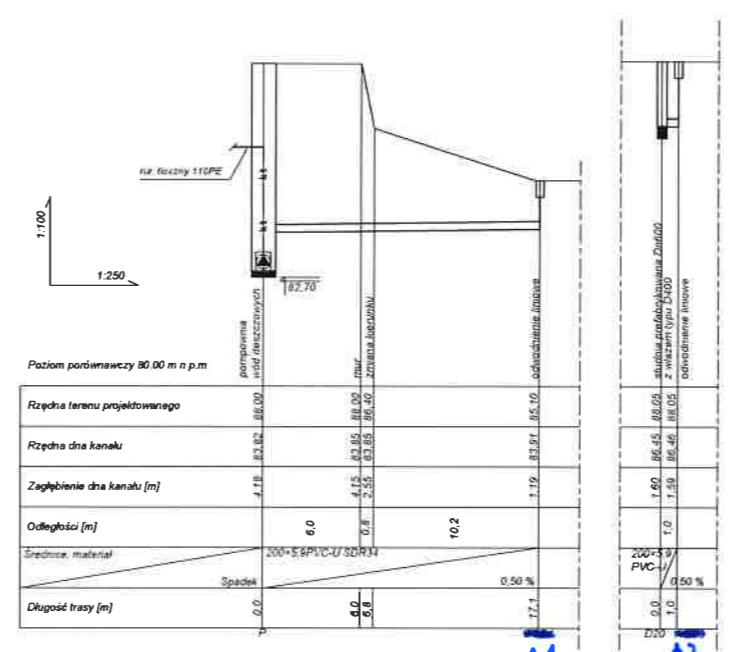 rur. tłoczny 110PE
1:100
1:250
82,70
pompownia
wód deszczowych
mur
zmiana kierunku
odwodnienie liniowe
studnia prefabrykowana Dn600
z włazem typu D400
odwodnienie liniowe
Poziom porównawczy 80.00 m n p.m
Rzędna terenu projektowanego 88,00 88,00 86,40 85,10 88,05 88,05
Rzędna dna kanału 83,82 83,85 83,85 83,91 86,45 86,46
Zagłębienie dna kanału [m] 4,18 4,15 2,55 1,19 1,60 1,59
Odległości [m] 6,0 0,8 10,2 1,0
Średnice, materiał 200×5,9PVC-U SDR34 200×5,9
PVC-U
Spadek 0,50 % 0,50 %
Długość trasy [m] 0,0 6,0 6,8 17,1 0,0 1,0
P D20